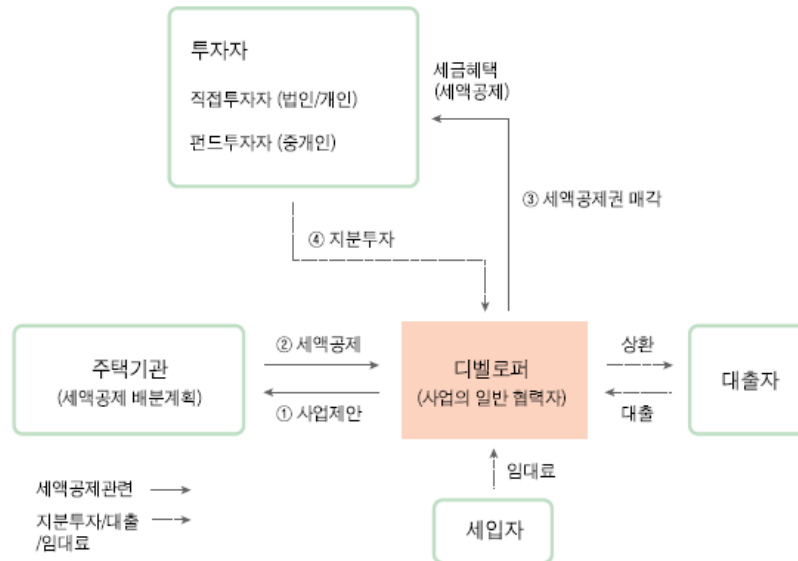 투자자
직접투자자 (법인/개인)
펀드투자자 (중개인)
세금혜택
(세액공제)
③ 세액공제권 매각
④ 지분투자
주택기관
(세액공제 배분계획)
② 세액공제
① 사업제안
디벨로퍼
(사업의 일반 협력자)
상환
대출
대출자
임대료
세입자
세액공제관련
지분투자/대출
/임대료